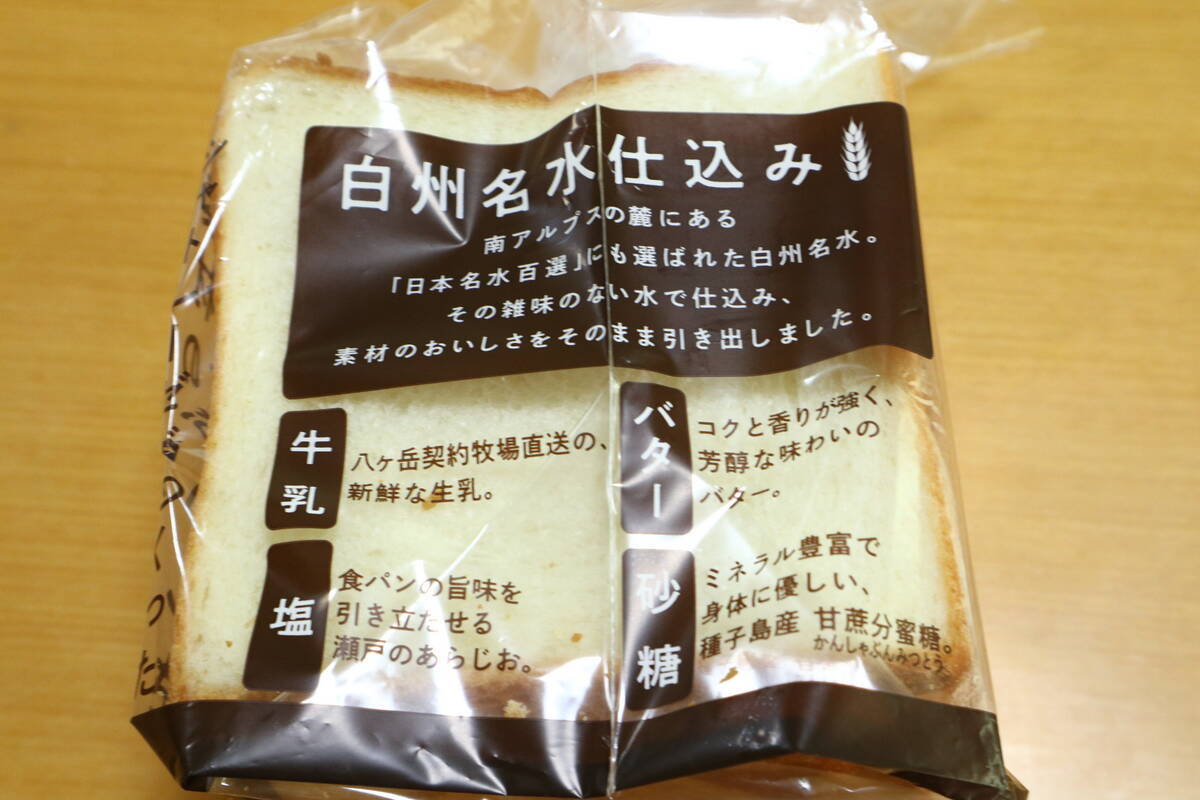 白州名水仕込み
南アルプスの麓にある
「日本名水百選」にも選ばれた白州名水。
その雑味のない水で仕込み、
素材のおいしさをそのまま引き出しました。
牛乳
八ヶ岳契約牧場直送の、
新鮮な生乳。
バター
コクと香りが強く、
芳醇な味わいの
バター。
塩
食パンの旨味を
引き立たせる
瀬戸のあらじお。
砂糖
ミネラル豊富で
身体に優しい、
種子島産 甘蔗分蜜糖。
かんしゃぶんみつとう